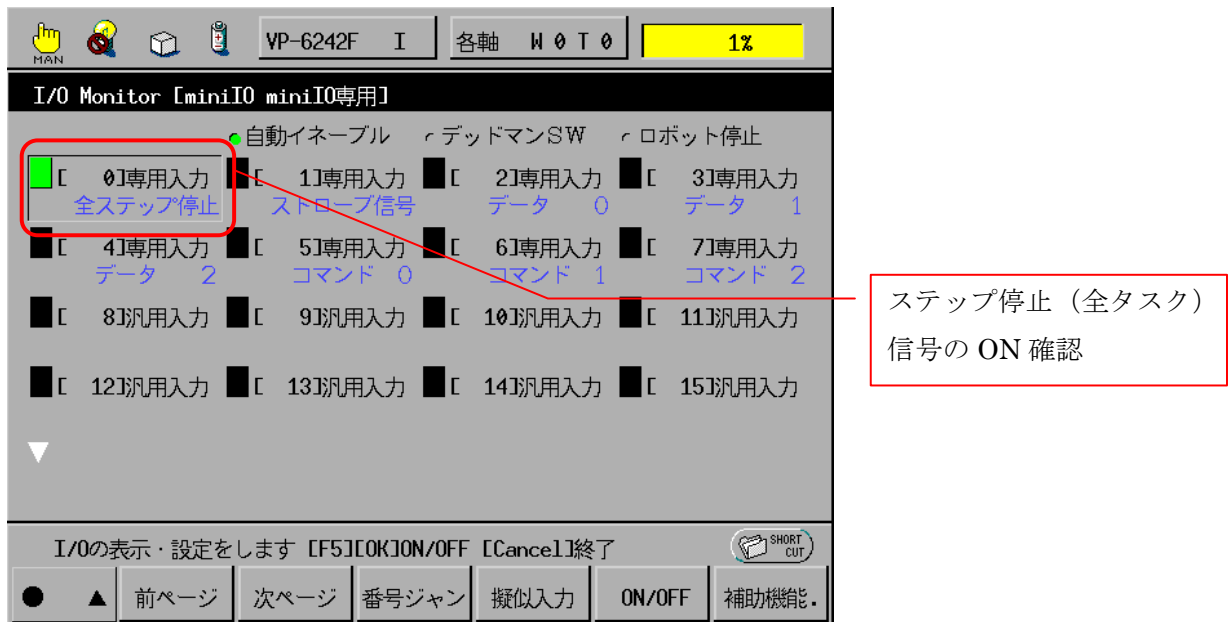 MAN
VP-6242F I
各軸 W0T0
1%
I/O Monitor [miniIO miniIO専用]
自動イネーブル デッドマンSW ロボット停止
[ 0]専用入力 [ 1]専用入力 [ 2]専用入力 [ 3]専用入力
全ステップ停止 ストローブ信号 データ 0 データ 1
[ 4]専用入力 [ 5]専用入力 [ 6]専用入力 [ 7]専用入力
データ 2 コマンド 0 コマンド 1 コマンド 2
[ 8]汎用入力 [ 9]汎用入力 [ 10]汎用入力 [ 11]汎用入力
[ 12]汎用入力 [ 13]汎用入力 [ 14]汎用入力 [ 15]汎用入力
I/Oの表示・設定をします [F5][OK]ON/OFF [Cancel]終了
SHORT
CUT
前ページ 次ページ 番号ジャン 擬似入力 ON/OFF 補助機能.
ステップ停止（全タスク）
信号の ON 確認